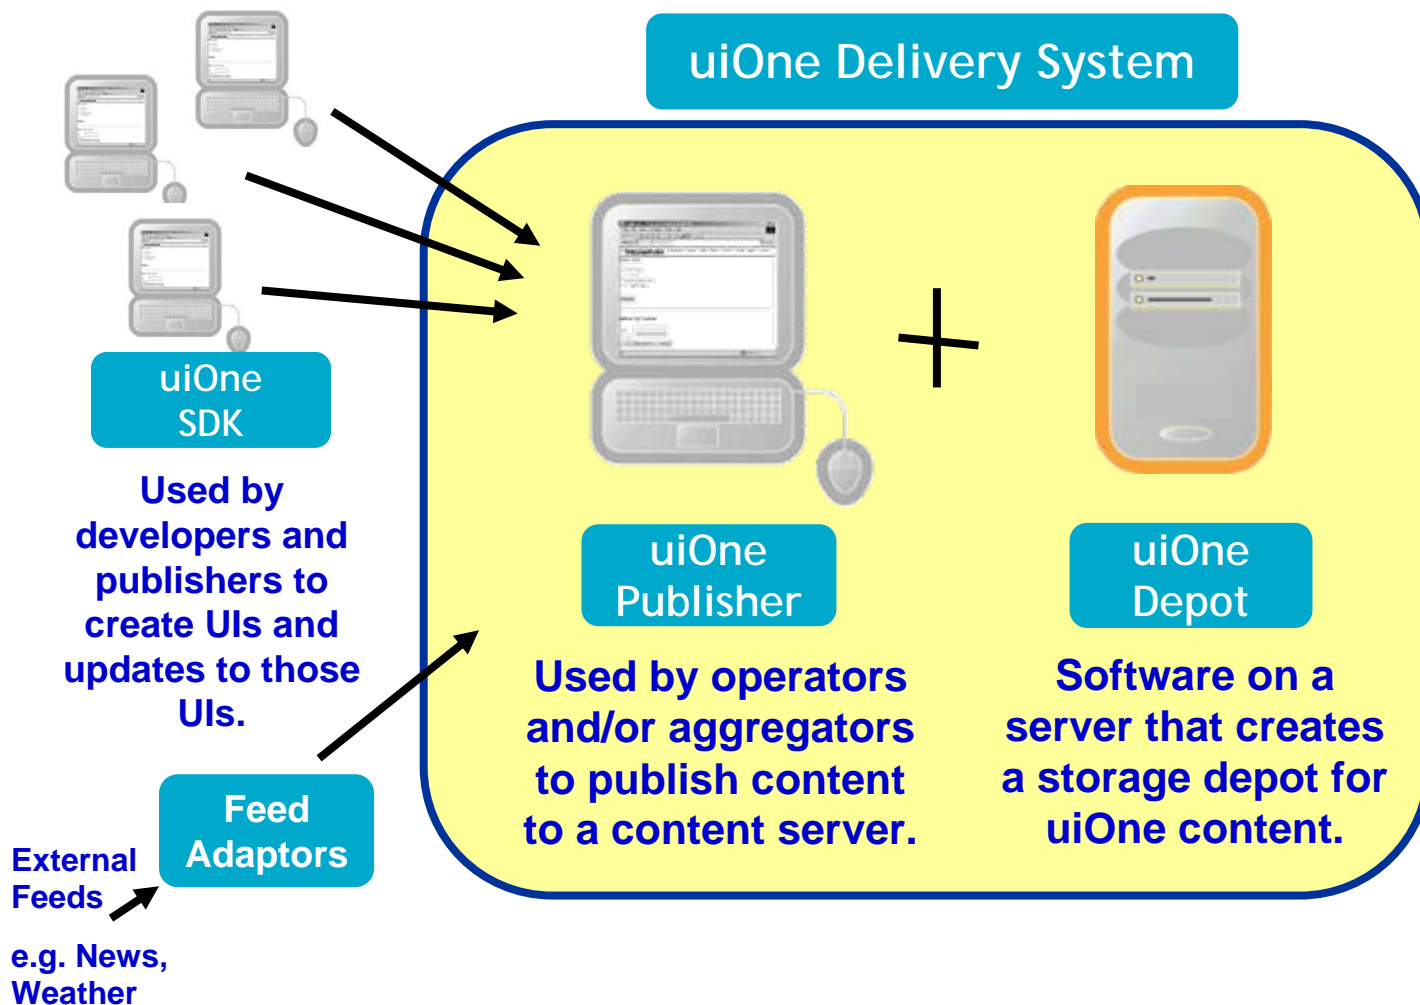 uiOne Delivery System
uiOne
SDK
Used by
developers and
publishers to
create UIs and
updates to those
UIs.
uiOne
Publisher
Used by operators
and/or aggregators
to publish content
to a content server.
uiOne
Depot
Software on a
server that creates
a storage depot for
uiOne content.
Feed
Adaptors
External
Feeds
e.g. News,
Weather